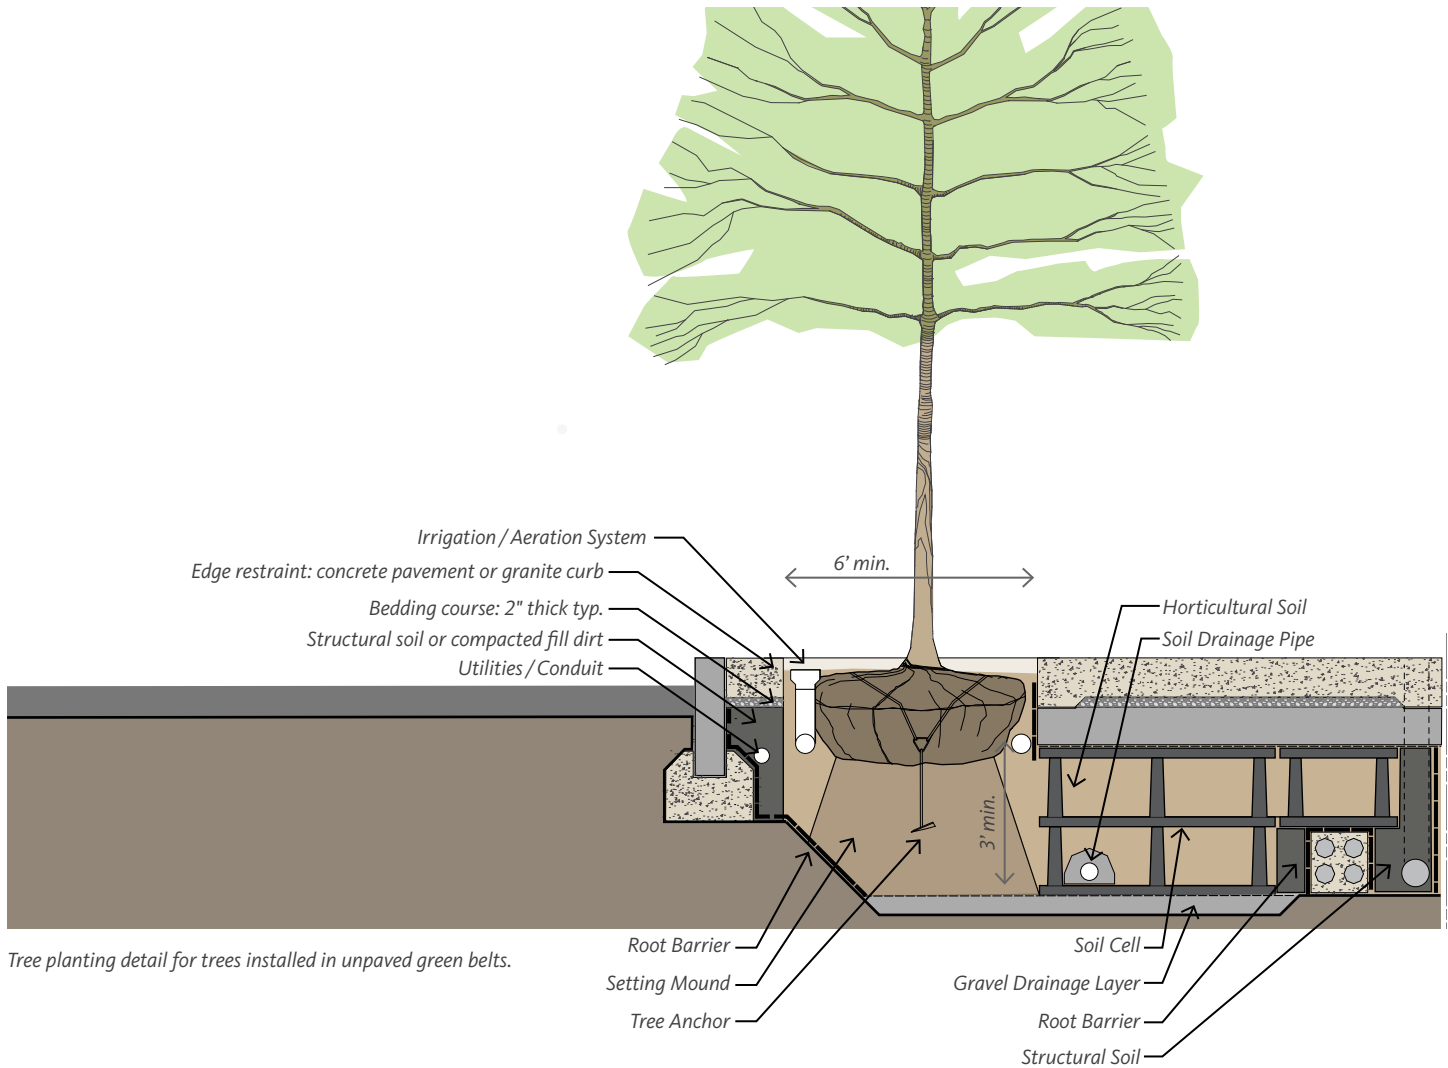 Irrigation / Aeration System
6' min.
Edge restraint: concrete pavement or granite curb
Bedding course: 2" thick typ.
Horticultural Soil
Structural soil or compacted fill dirt
Soil Drainage Pipe
Utilities / Conduit
3' min.
Root Barrier
Soil Cell
Tree planting detail for trees installed in unpaved green belts.
Setting Mound
Gravel Drainage Layer
Tree Anchor
Root Barrier
Structural Soil